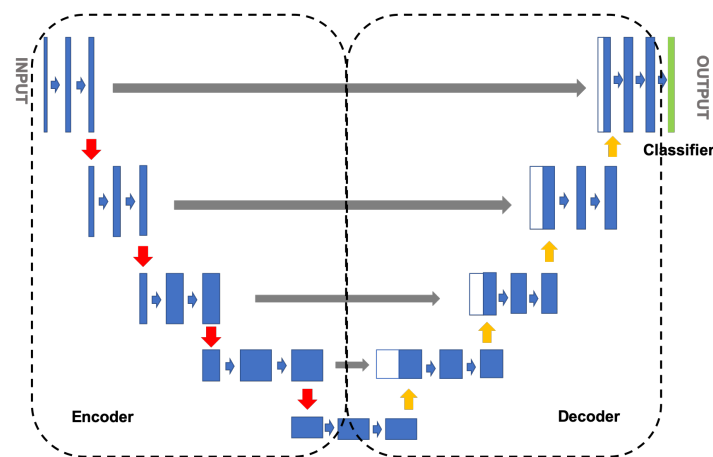 INPUT
OUTPUT
Classifier
Encoder
Decoder